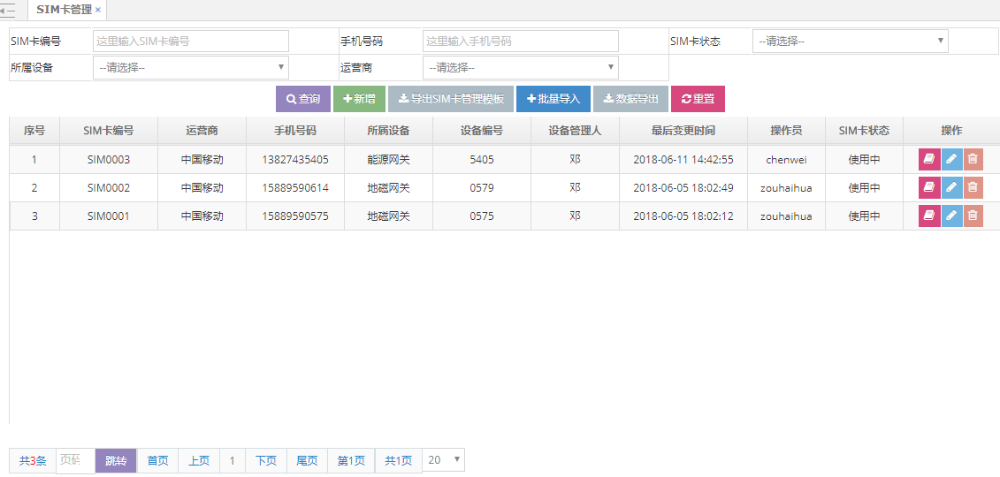 SIM卡管理 ×
SIM卡编号 这里输入SIM卡编号 手机号码 这里输入手机号码 SIM卡状态 --请选择--
所属设备 --请选择-- 运营商 --请选择--
查询 新增 导出SIM卡管理模板 批量导入 数据导出 重置
序号 SIM卡编号 运营商 手机号码 所属设备 设备编号 设备管理人 最后变更时间 操作员 SIM卡状态 操作
1 SIM0003 中国移动 13827435405 能源网关 5405 邓 2018-06-11 14:42:55 chenwei 使用中
2 SIM0002 中国移动 15889590614 地磁网关 0579 邓 2018-06-05 18:02:49 zouhaihua 使用中
3 SIM0001 中国移动 15889590575 地磁网关 0575 邓 2018-06-05 18:02:12 zouhaihua 使用中
共3条 页码 跳转 首页 上页 1 下页 尾页 第1页 共1页 20